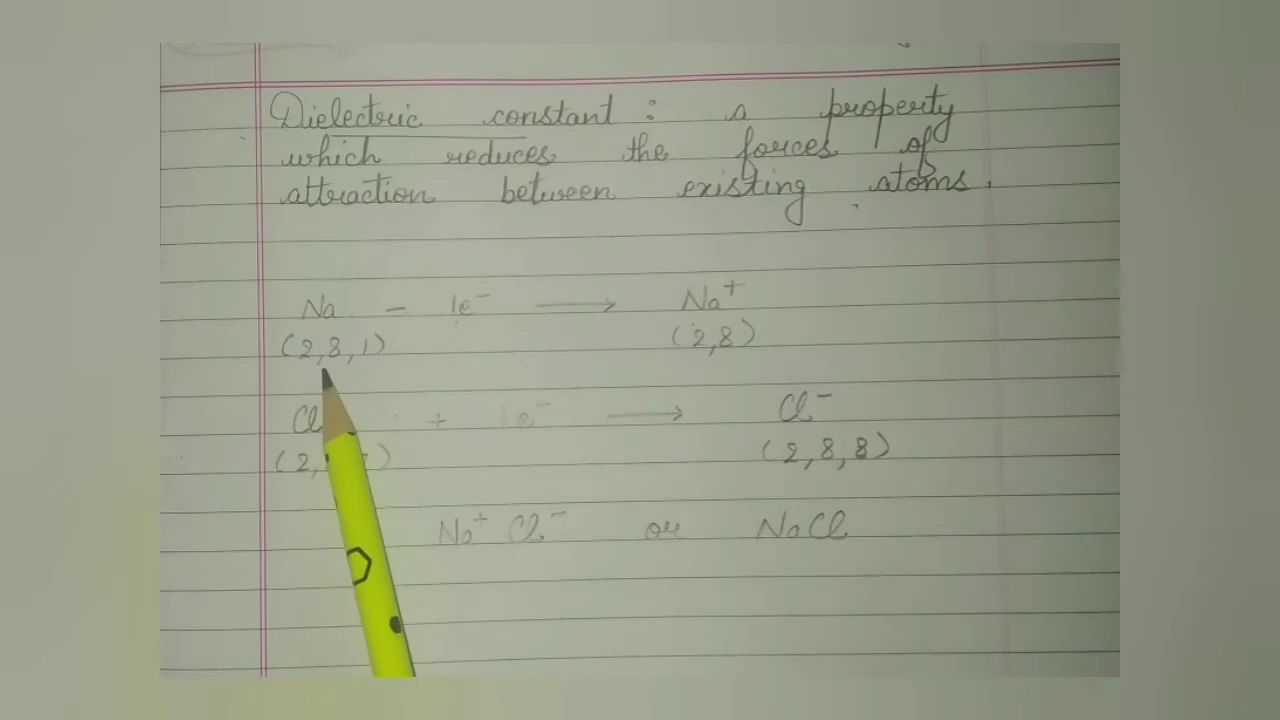 Dielectric constant : a property
which reduces the forces of
attraction between existing atoms.
Na − 1e⁻ ⟶ Na⁺
(2,8,1) (2,8)
Cl + 1e⁻ ⟶ Cl⁻
(2, ) (2,8,8)
Na⁺ Cl⁻ or NaCl